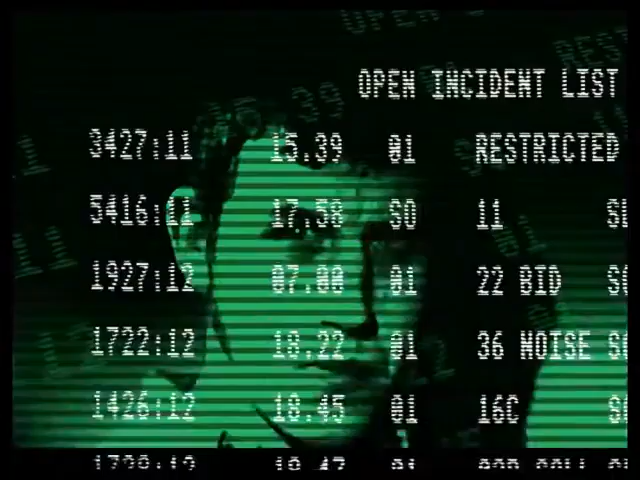 OPEN INCIDENT LIST
3427:11 15.39 01 RESTRICTED
5416:11 17.58 SO 11
1927:12 07.00 01 22 BID
1722:12 18.22 01 36 NOISE
1426:12 18.45 01 16C